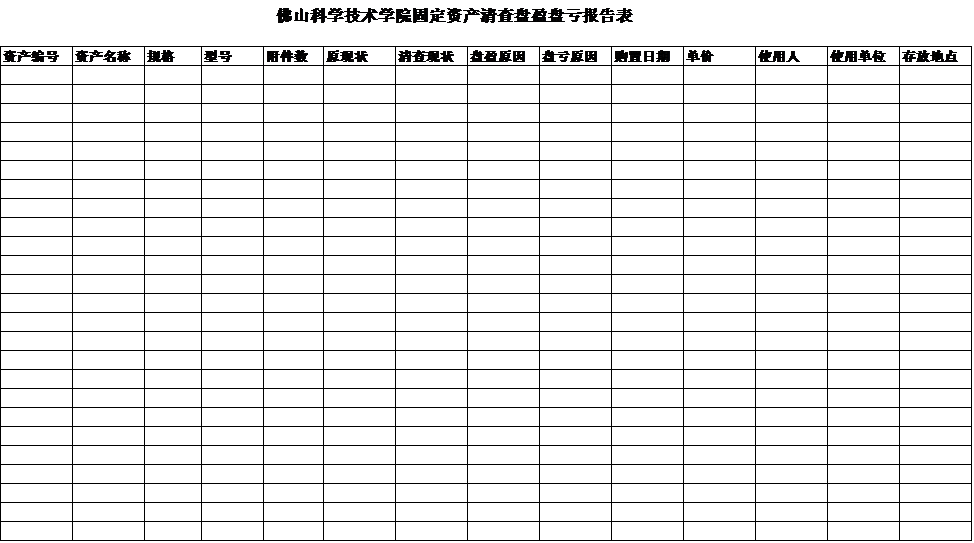 佛山科学技术学院固定资产清查盘盈盘亏报告表
资产编号 资产名称 规格 型号 附件数 原现状 清查现状 盘盈原因 盘亏原因 购置日期 单价 使用人 使用单位 存放地点